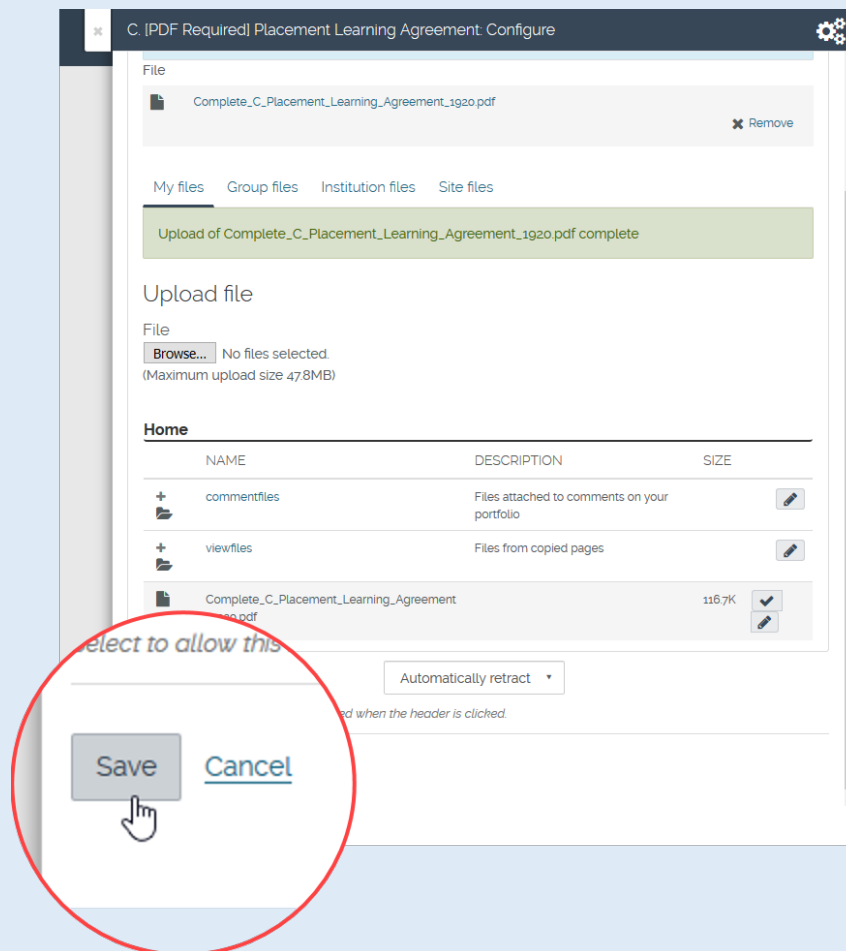 C. [PDF Required] Placement Learning Agreement: Configure
File
Complete_C_Placement_Learning_Agreement_1920.pdf
Remove
My files Group files Institution files Site files
Upload of Complete_C_Placement_Learning_Agreement_1920.pdf complete
Upload file
File
Browse... No files selected.
(Maximum upload size 47.8MB)
Home
NAME DESCRIPTION SIZE
commentfiles Files attached to comments on your
portfolio
viewfiles Files from copied pages
Complete_C_Placement_Learning_Agreement 116.7K
.pdf
select to allow this
Automatically retract
when the header is clicked.
Save Cancel